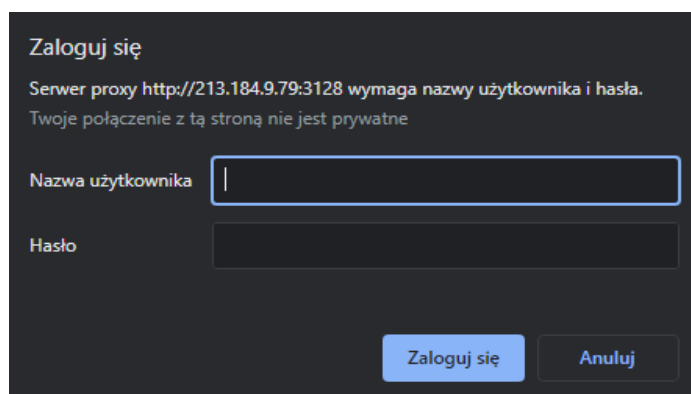 Zaloguj się
Serwer proxy http://213.184.9.79:3128 wymaga nazwy użytkownika i hasła.
Twoje połączenie z tą stroną nie jest prywatne
Nazwa użytkownika
Hasło
Zaloguj się Anuluj